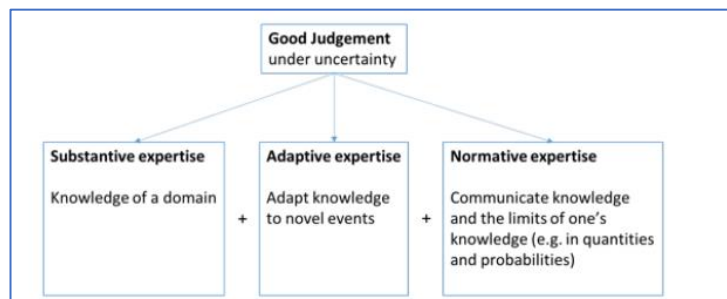 Good Judgement
under uncertainty
Substantive expertise
Knowledge of a domain
+
Adaptive expertise
Adapt knowledge
to novel events
+
Normative expertise
Communicate knowledge
and the limits of one's
knowledge (e.g. in quantities
and probabilities)